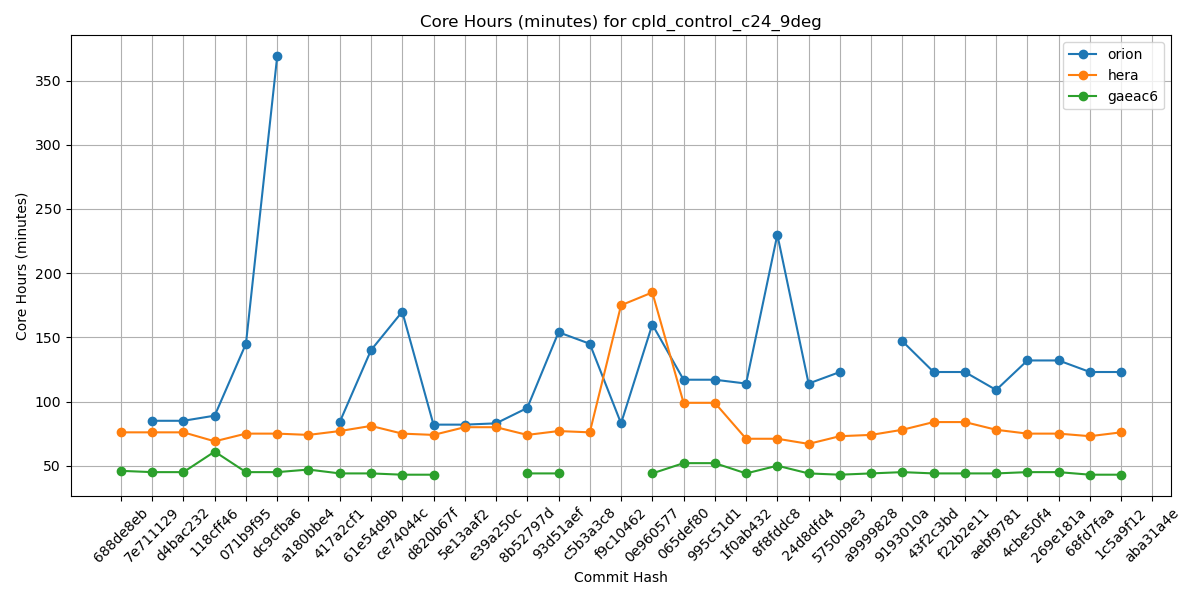 Core Hours (minutes) for cpld_control_c24_9deg
orion
hera
gaeac6
Core Hours (minutes)
350
300
250
200
150
100
50
688de8eb
7e711129
d4bac232
118cff46
071b9f95
dc9cfba6
a180bbe4
417a2cf1
61e54d9b
ce74044c
d820b67f
5e13aaf2
e39a250c
8b52797d
93d51aef
c5b3a3c8
f9c10462
0e960577
065def80
995c51d1
1f0ab432
8f8fddc8
24d8dfd4
5750b9e3
a9999828
9193010a
43f2c3bd
f22b2e11
aebf9781
4cbe50f4
269e181a
68fd7faa
1c5a9f12
aba31a4e
Commit Hash